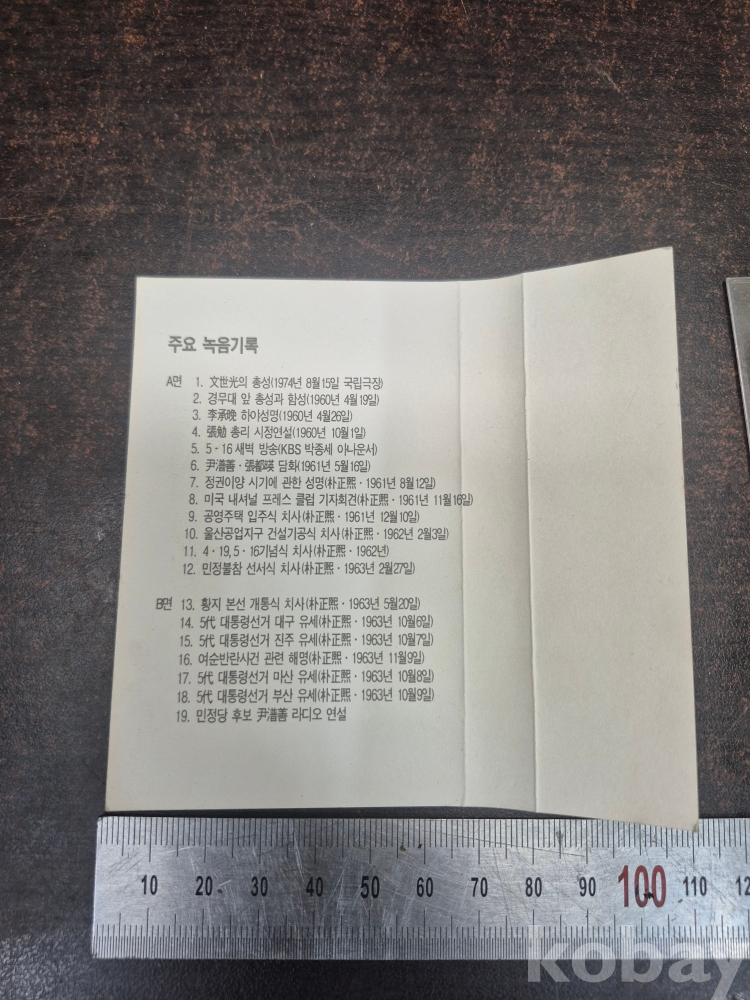 주요 녹음기록
A면 1. 文世光의 총성(1974년 8월 15일 국립극장)
2. 경무대 앞 총성과 함성(1960년 4월 19일)
3. 李承晩 하야성명(1960년 4월 26일)
4. 張勉 총리 시정연설(1960년 10월 1일)
5. 5·16 새벽 방송(KBS 박종세 아나운서)
6. 尹潽善·張都暎 담화(1961년 5월 16일)
7. 정권이양 시기에 관한 성명(朴正熙·1961년 8월 12일)
8. 미국 내셔널 프레스 클럽 기자회견(朴正熙·1961년 11월 16일)
9. 공영주택 입주식 치사(朴正熙·1961년 12월 10일)
10. 울산공업지구 건설기공식 치사(朴正熙·1962년 2월 3일)
11. 4·19, 5·16기념식 치사(朴正熙·1962년)
12. 민정불참 선서식 치사(朴正熙·1963년 2월 27일)
B면 13. 황지 본선 개통식 치사(朴正熙·1963년 5월 20일)
14. 5代 대통령선거 대구 유세(朴正熙·1963년 10월 6일)
15. 5代 대통령선거 진주 유세(朴正熙·1963년 10월 7일)
16. 여순반란사건 관련 해명(朴正熙·1963년 11월 9일)
17. 5代 대통령선거 마산 유세(朴正熙·1963년 10월 8일)
18. 5代 대통령선거 부산 유세(朴正熙·1963년 10월 9일)
19. 민정당 후보 尹潽善 라디오 연설
10 20 30 40 50 60 70 80 90 100 110 12
kobay